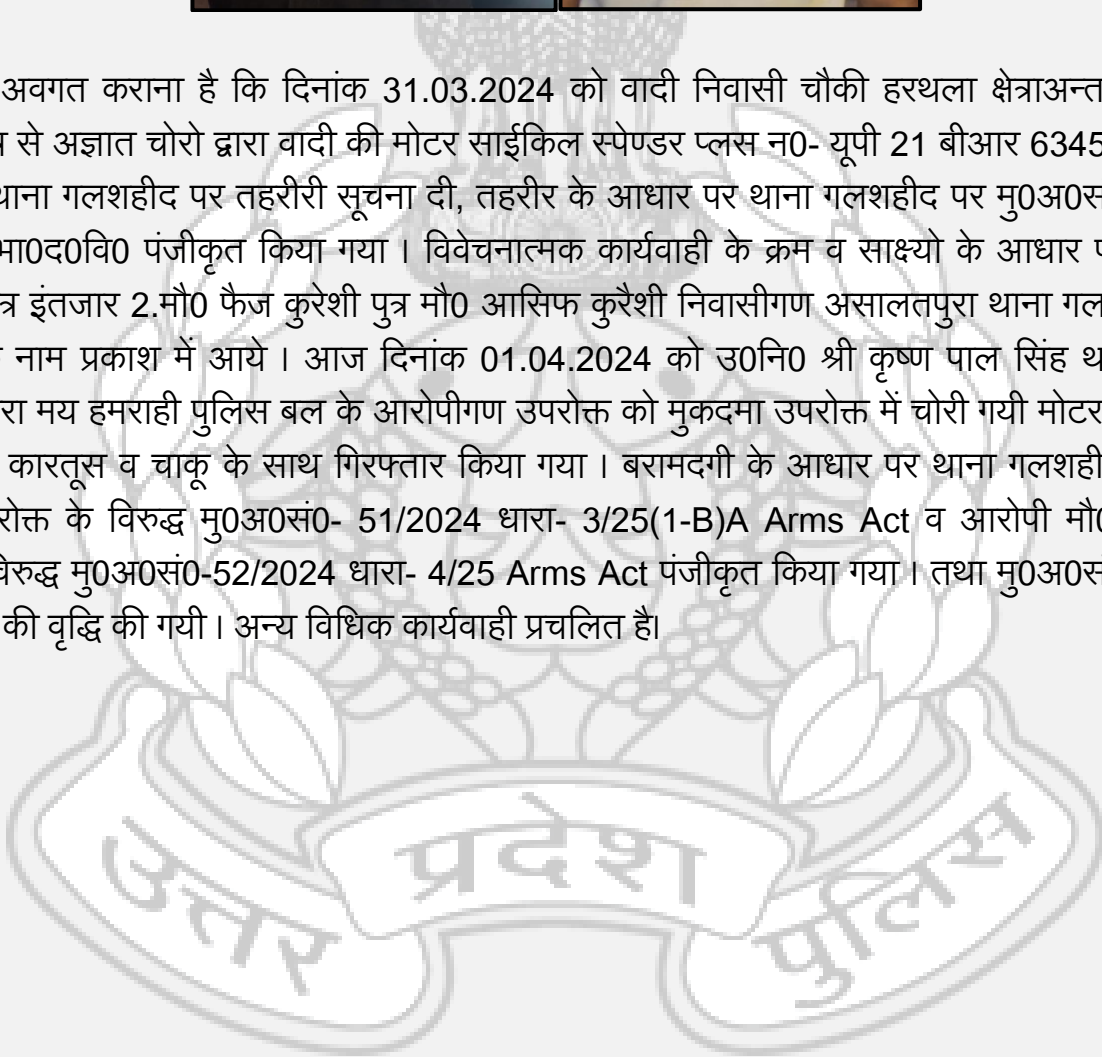 अवगत कराना है कि दिनांक 31.03.2024 को वादी निवासी चौकी हरथला क्षेत्राअन्त
से अज्ञात चोरो द्वारा वादी की मोटर साईकिल स्पेण्डर प्लस न0- यूपी 21 बीआर 6345
थाना गलशहीद पर तहरीरी सूचना दी, तहरीर के आधार पर थाना गलशहीद पर मु0अ0स
भा0द0वि0 पंजीकृत किया गया । विवेचनात्मक कार्यवाही के क्रम व साक्ष्यो के आधार
इंतजार 2.मौ0 फैज कुरेशी पुत्र मौ0 आसिफ कुरैशी निवासीगण असालतपुरा थाना गल
नाम प्रकाश में आये । आज दिनांक 01.04.2024 को उ0नि0 श्री कृष्ण पाल सिंह थ
मय हमराही पुलिस बल के आरोपीगण उपरोक्त को मुकदमा उपरोक्त में चोरी गयी मोटर
कारतूस व चाकू के साथ गिरफ्तार किया गया । बरामदगी के आधार पर थाना गलशही
रोक्त के विरुद्ध मु0अ0सं0- 51/2024 धारा- 3/25(1-B)A Arms Act व आरोपी मौ0
विरुद्ध मु0अ0सं0-52/2024 धारा- 4/25 Arms Act पंजीकृत किया गया । तथा मु0अ0सं
की वृद्धि की गयी । अन्य विधिक कार्यवाही प्रचलित है।
उत्तर प्रदेश पुलिस